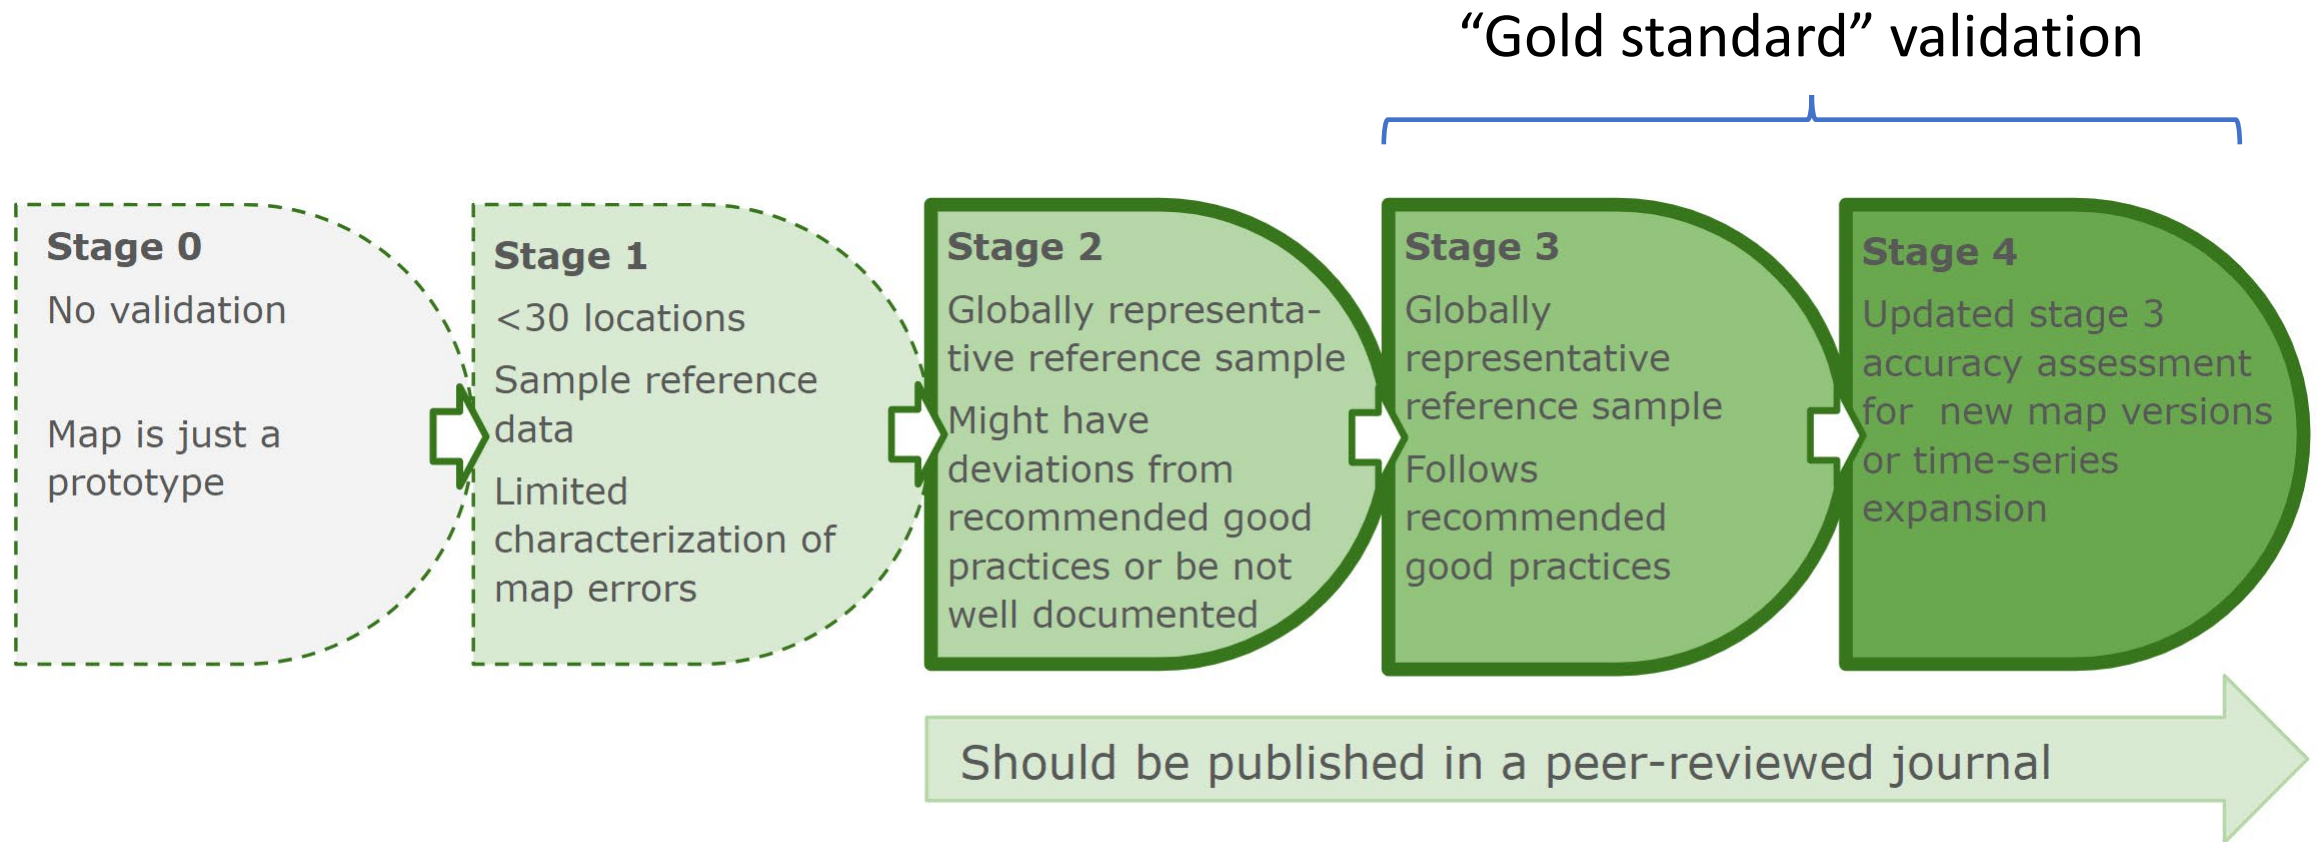 “Gold standard” validation
Stage 0
No validation
Map is just a
prototype
Stage 1
<30 locations
Sample reference
data
Limited
characterization of
map errors
Stage 2
Globally representa-
tive reference sample
Might have
deviations from
recommended good
practices or be not
well documented
Stage 3
Globally
representative
reference sample
Follows
recommended
good practices
Stage 4
Updated stage 3
accuracy assessment
for  new map versions
or time-series
expansion
Should be published in a peer-reviewed journal